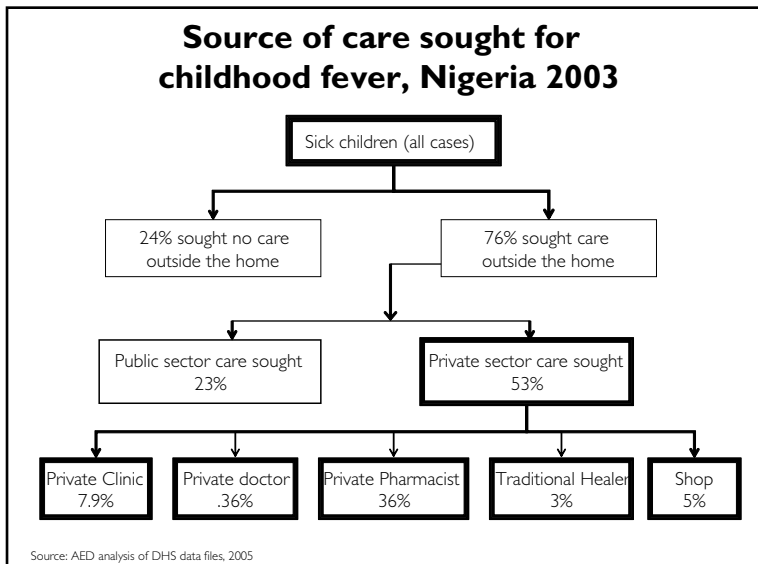 Source of care sought for
childhood fever, Nigeria 2003
Sick children (all cases)
24% sought no care
outside the home
76% sought care
outside the home
Public sector care sought
23%
Private sector care sought
53%
Private Clinic
7.9%
Private doctor
.36%
Private Pharmacist
36%
Traditional Healer
3%
Shop
5%
Source: AED analysis of DHS data files, 2005